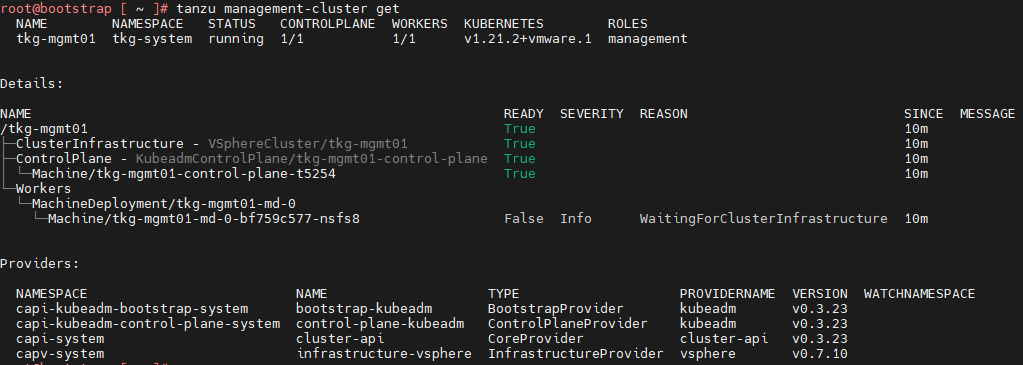 root@bootstrap [ ~ ]# tanzu management-cluster get
NAME NAMESPACE STATUS CONTROLPLANE WORKERS KUBERNETES ROLES
tkg-mgmt01 tkg-system running 1/1 1/1 v1.21.2+vmware.1 management
Details:
NAME READY SEVERITY REASON SINCE MESSAGE
/tkg-mgmt01 True 10m
├─ClusterInfrastructure - VSphereCluster/tkg-mgmt01 True 10m
├─ControlPlane - KubeadmControlPlane/tkg-mgmt01-control-plane True 10m
│ └─Machine/tkg-mgmt01-control-plane-t5254 True 10m
└─Workers
└─MachineDeployment/tkg-mgmt01-md-0
└─Machine/tkg-mgmt01-md-0-bf759c577-nsfs8 False Info WaitingForClusterInfrastructure 10m
Providers:
NAMESPACE NAME TYPE PROVIDERNAME VERSION WATCHNAMESPACE
capi-kubeadm-bootstrap-system bootstrap-kubeadm BootstrapProvider kubeadm v0.3.23
capi-kubeadm-control-plane-system control-plane-kubeadm ControlPlaneProvider kubeadm v0.3.23
capi-system cluster-api CoreProvider cluster-api v0.3.23
capv-system infrastructure-vsphere InfrastructureProvider vsphere v0.7.10